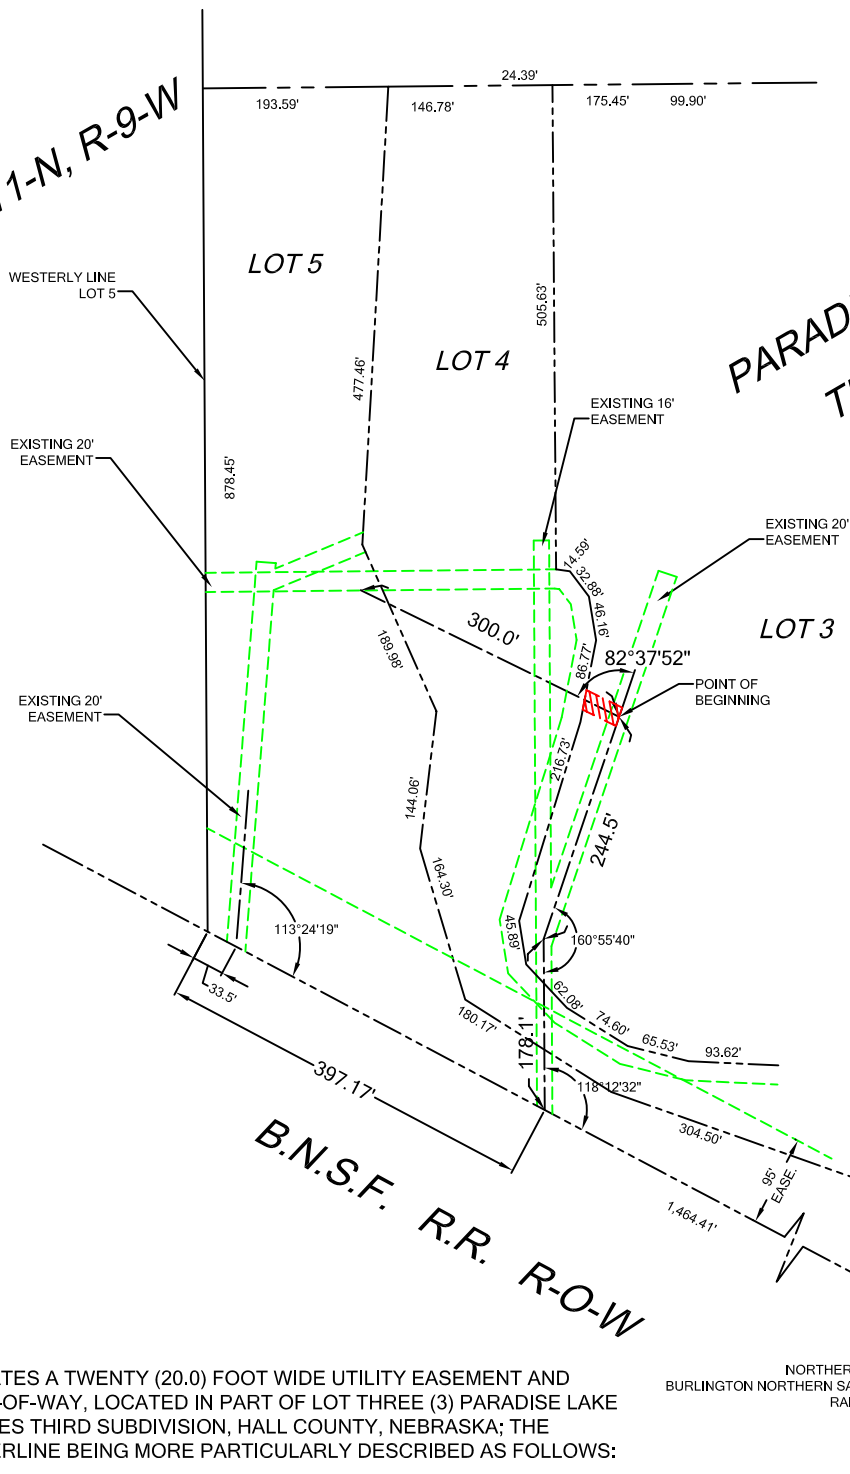 24.39'
193.59'
146.78'
175.45'
99.90'
1-N, R-9-W
LOT 5
WESTERLY LINE
LOT 5
505.63'
LOT 4
477.46'
PARAD
EXISTING 16'
EASEMENT
EXISTING 20'
EASEMENT
878.45'
EXISTING 20'
EASEMENT
14.59'
32.88'
46.16'
LOT 3
300.0'
189.98'
86.77'
82°37'52"
POINT OF
BEGINNING
EXISTING 20'
EASEMENT
216.73'
144.06'
244.5'
164.30'
45.89'
113°24'19"
160°55'40"
33.5'
62.08'
180.17'
74.60'
65.53'
93.62'
178.1'
397.17'
118°12'32"
304.50'
95'
EASE.
1,464.41'
B.N.S.F. R.R. R-O-W
NORTHER
BURLINGTON NORTHERN SA
RA
TES A TWENTY (20.0) FOOT WIDE UTILITY EASEMENT AND
-OF-WAY, LOCATED IN PART OF LOT THREE (3) PARADISE LAKE
ES THIRD SUBDIVISION, HALL COUNTY, NEBRASKA; THE
ERLINE BEING MORE PARTICULARLY DESCRIBED AS FOLLOWS: